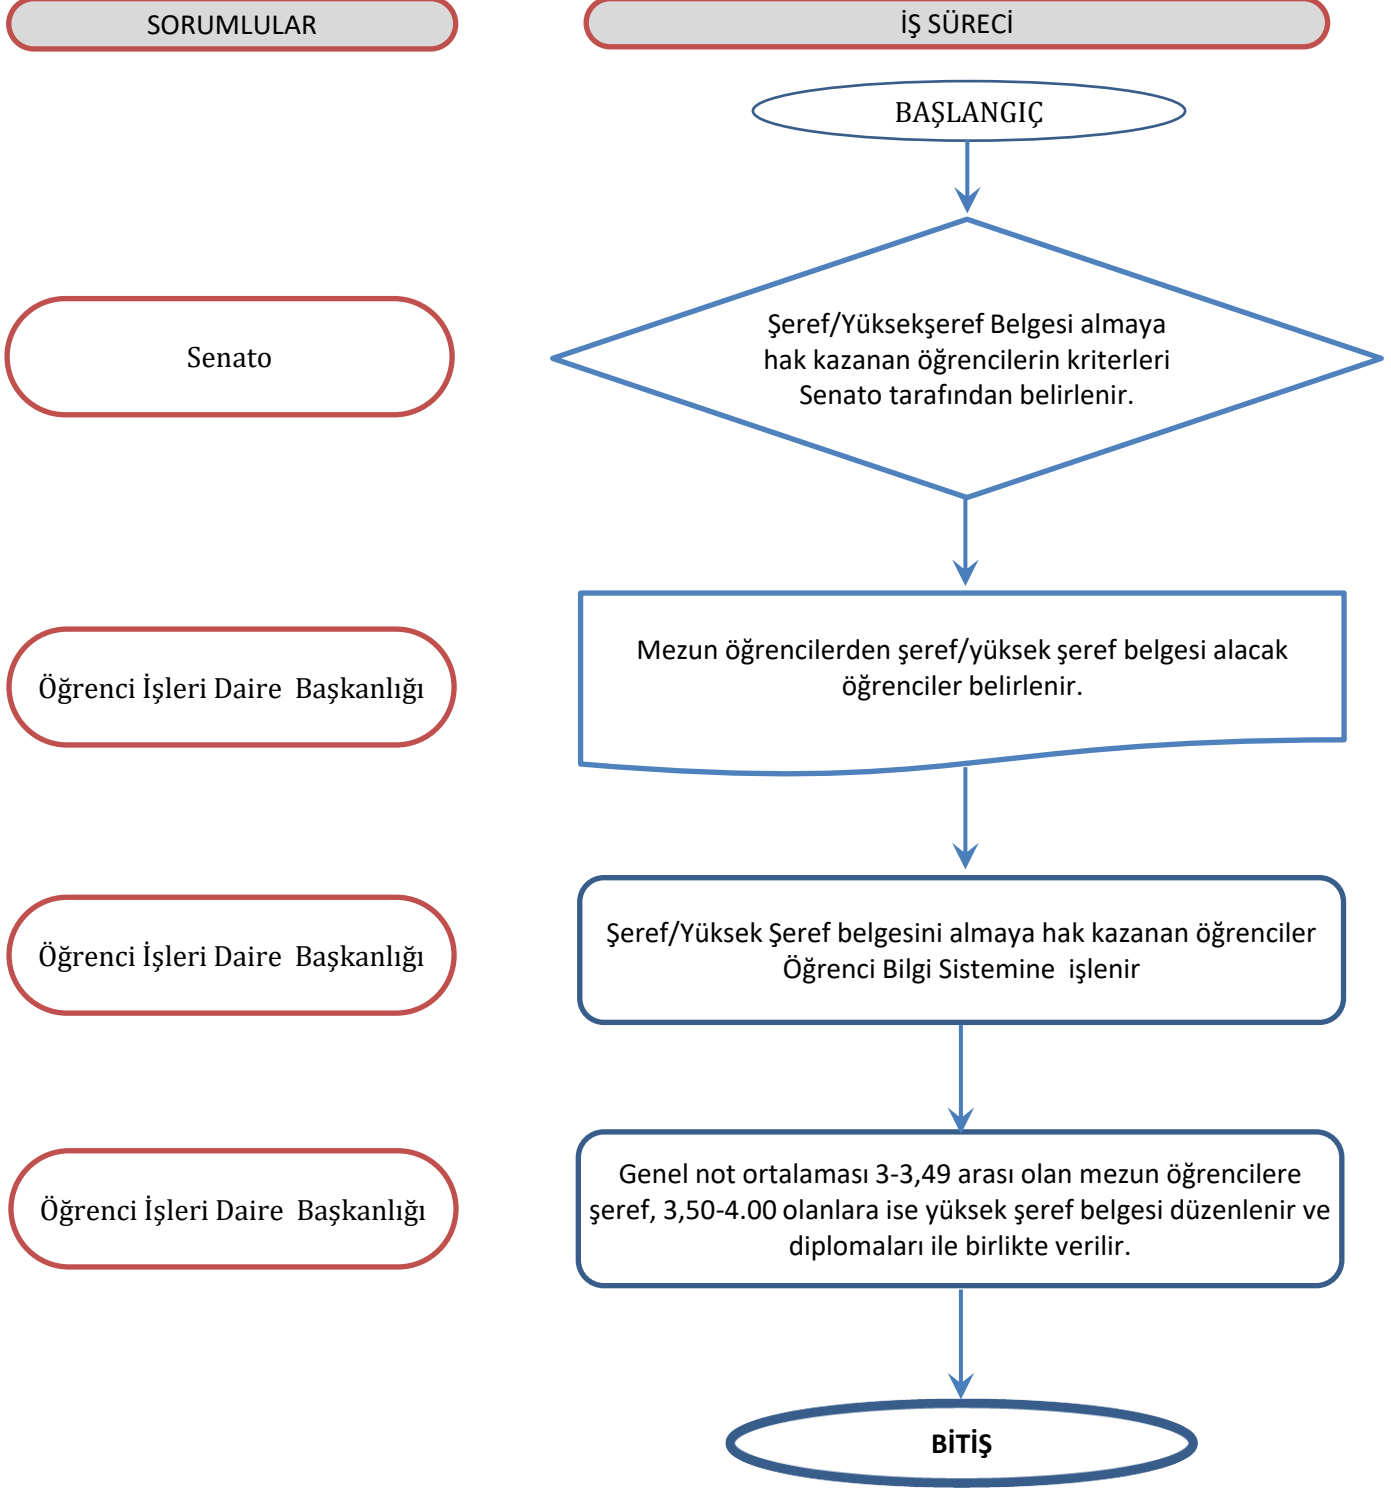 SORUMLULAR
İŞ SÜRECİ
BAŞLANGIÇ
Senato
Şeref/Yüksekşeref Belgesi almaya
hak kazanan öğrencilerin kriterleri
Senato tarafından belirlenir.
Öğrenci İşleri Daire  Başkanlığı
Mezun öğrencilerden şeref/yüksek şeref belgesi alacak
öğrenciler belirlenir.
Öğrenci İşleri Daire  Başkanlığı
Şeref/Yüksek Şeref belgesini almaya hak kazanan öğrenciler
Öğrenci Bilgi Sistemine  işlenir
Öğrenci İşleri Daire  Başkanlığı
Genel not ortalaması 3-3,49 arası olan mezun öğrencilere
şeref, 3,50-4.00 olanlara ise yüksek şeref belgesi düzenlenir ve
diplomaları ile birlikte verilir.
BİTİŞ